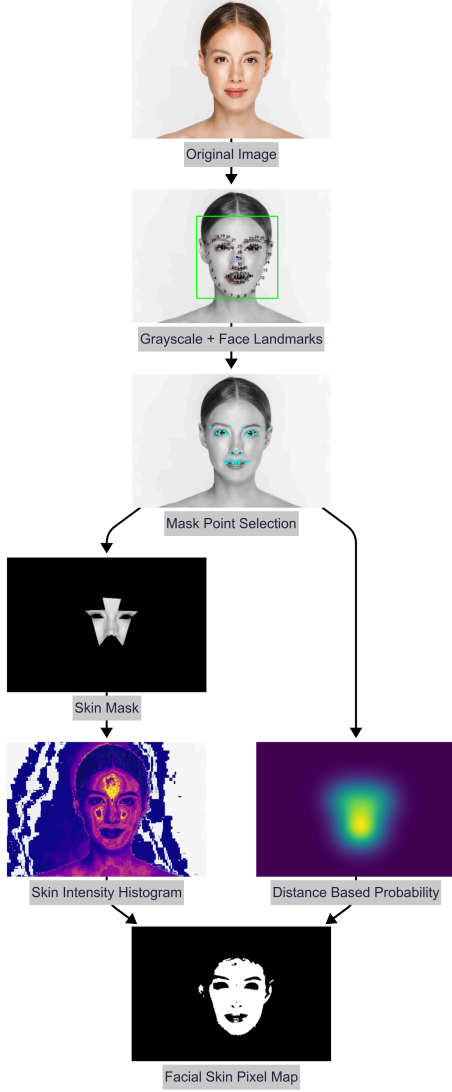 Original Image
Grayscale + Face Landmarks
Mask Point Selection
Skin Mask
Skin Intensity Histogram
Distance Based Probability
Facial Skin Pixel Map